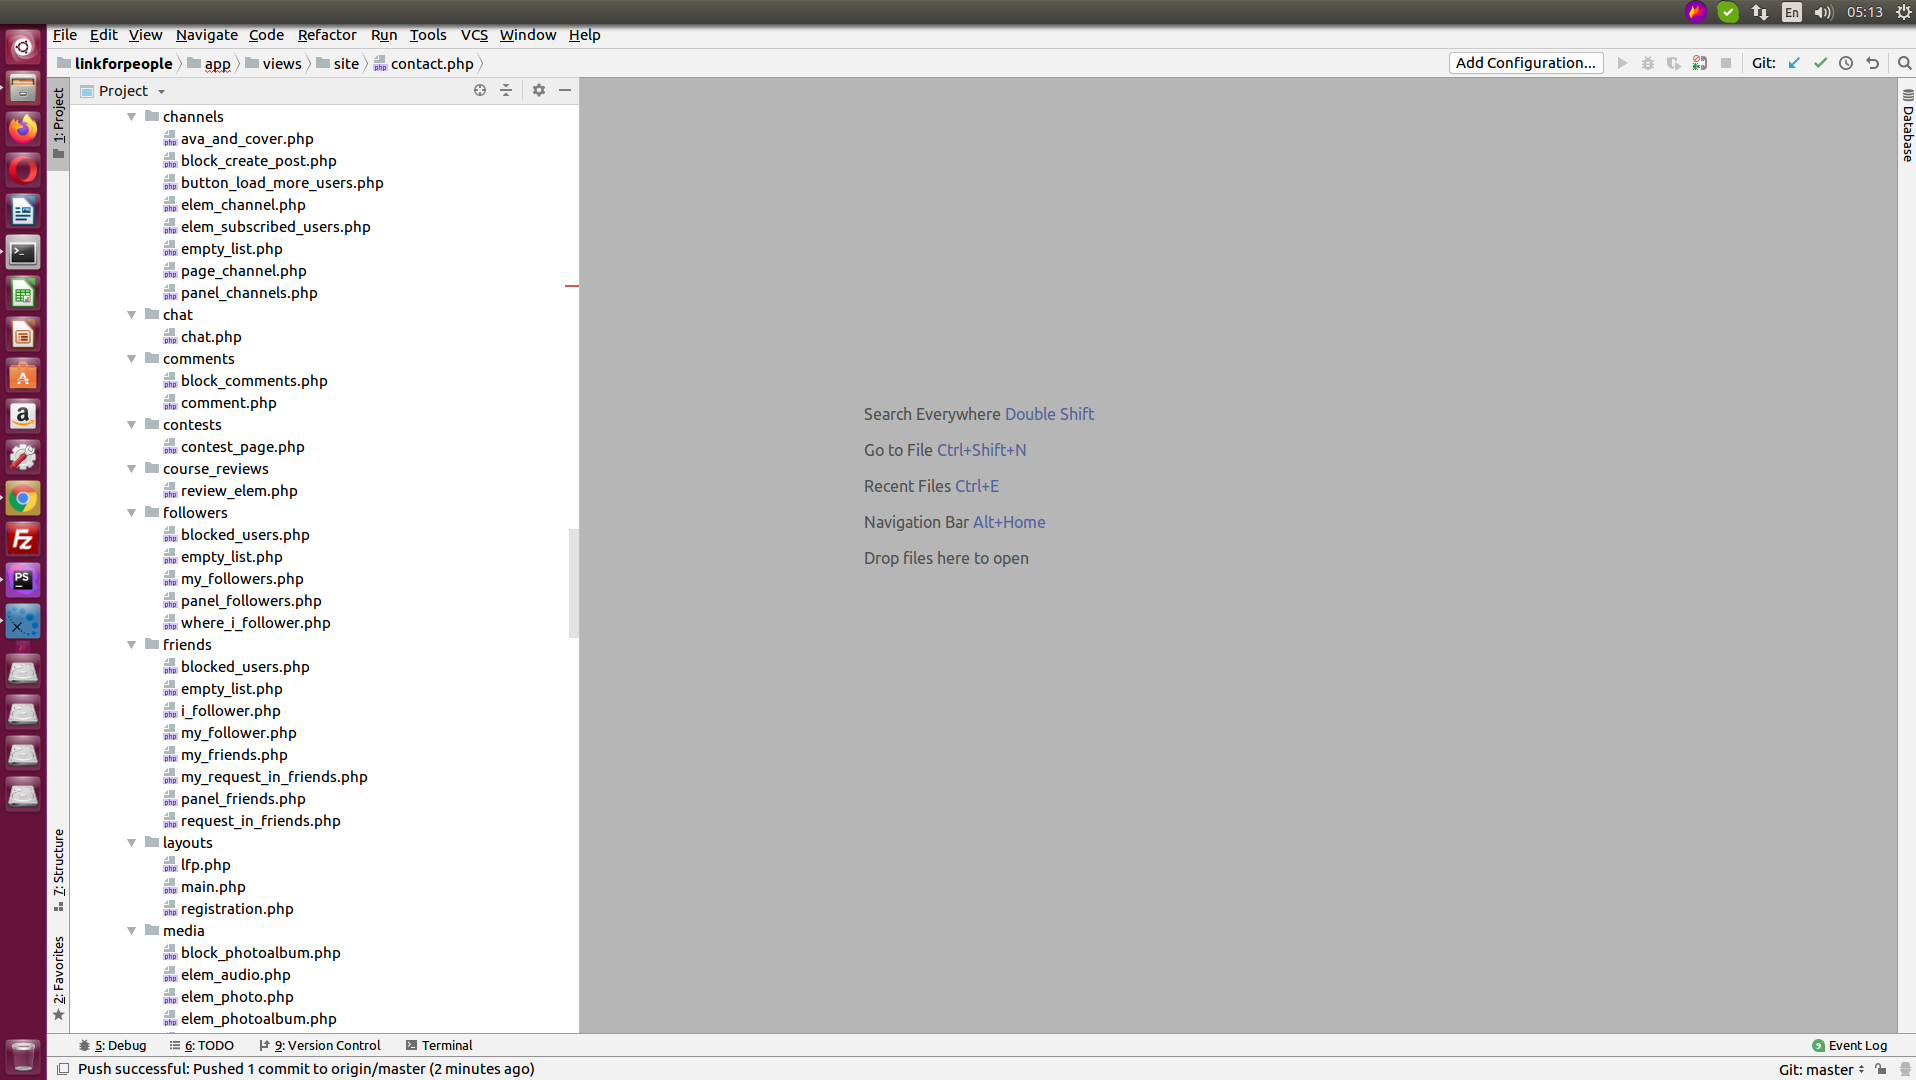 En 05:13
File Edit View Navigate Code Refactor Run Tools VCS Window Help
linkforpeople app views site contact.php Add Configuration... Git:
1: Project
Project
Database
channels
ava_and_cover.php
block_create_post.php
button_load_more_users.php
elem_channel.php
elem_subscribed_users.php
empty_list.php
page_channel.php
panel_channels.php
chat
chat.php
comments
block_comments.php
comment.php
contests
contest_page.php
course_reviews
review_elem.php
followers
blocked_users.php
empty_list.php
my_followers.php
panel_followers.php
where_i_follower.php
friends
blocked_users.php
empty_list.php
i_follower.php
my_follower.php
my_friends.php
my_request_in_friends.php
panel_friends.php
request_in_friends.php
layouts
lfp.php
main.php
registration.php
media
block_photoalbum.php
elem_audio.php
elem_photo.php
elem_photoalbum.php
Search Everywhere Double Shift
Go to File Ctrl+Shift+N
Recent Files Ctrl+E
Navigation Bar Alt+Home
Drop files here to open
7: Structure
2: Favorites
5: Debug 6: TODO 9: Version Control Terminal 9 Event Log
Push successful: Pushed 1 commit to origin/master (2 minutes ago) Git: master